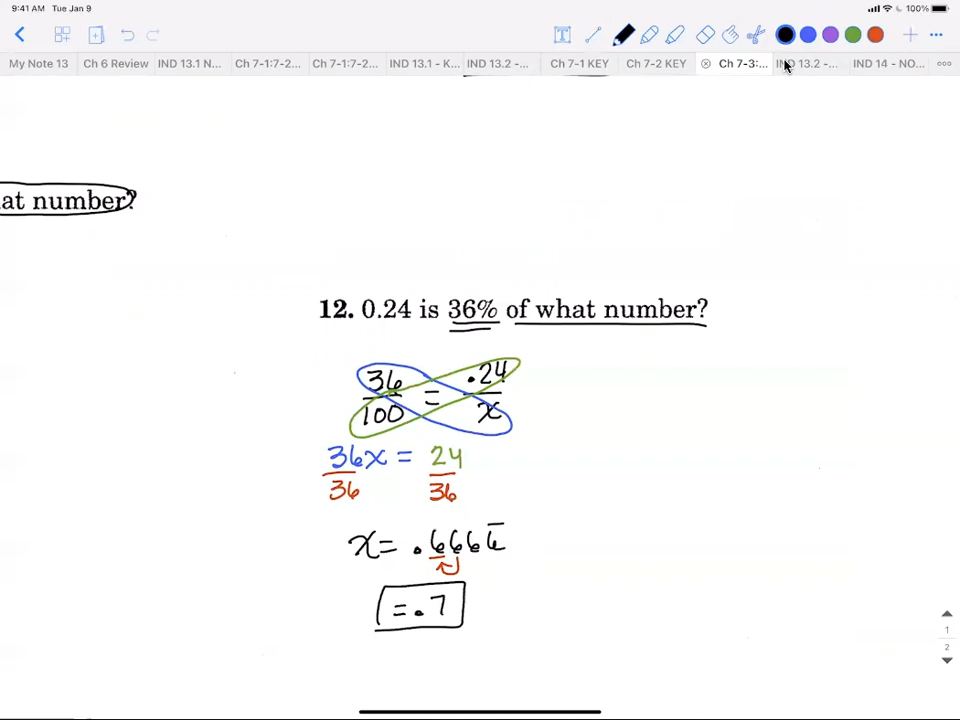 9:41 AM Tue Jan 9 100%
T
My Note 13 Ch 6 Review IND 13.1 N... Ch 7-1:7-2... Ch 7-1:7-2... IND 13.1 - K... IND 13.2 -... Ch 7-1 KEY Ch 7-2 KEY Ch 7-3:... IND 13.2 -... IND 14 - NO...
at number?
12. 0.24 is 36% of what number?
36/100 = .24/x
36x = 24
36 36
x = .6666̅
= .7
1
2